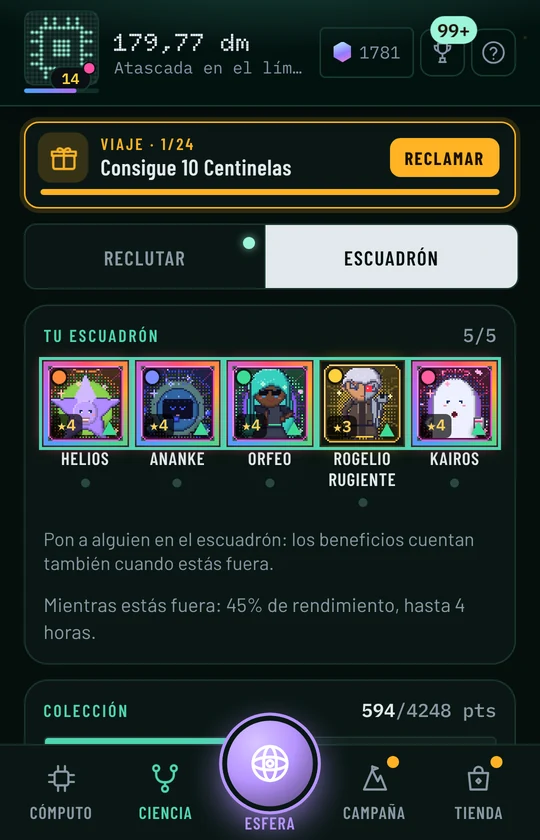 99+
179,77 dm
Atascada en el lím…
1781
14
VIAJE · 1/24
Consigue 10 Centinelas
RECLAMAR
RECLUTAR
ESCUADRÓN
TU ESCUADRÓN
5/5
★4
★4
★4
★3
★4
HELIOS
ANANKE
ORFEO
ROGELIO
RUGIENTE
KAIROS
Pon a alguien en el escuadrón: los beneficios cuentan
también cuando estás fuera.
Mientras estás fuera: 45% de rendimiento, hasta 4
horas.
COLECCIÓN
594/4248 pts
CÓMPUTO
CIENCIA
ESFERA
CAMPAÑA
TIENDA